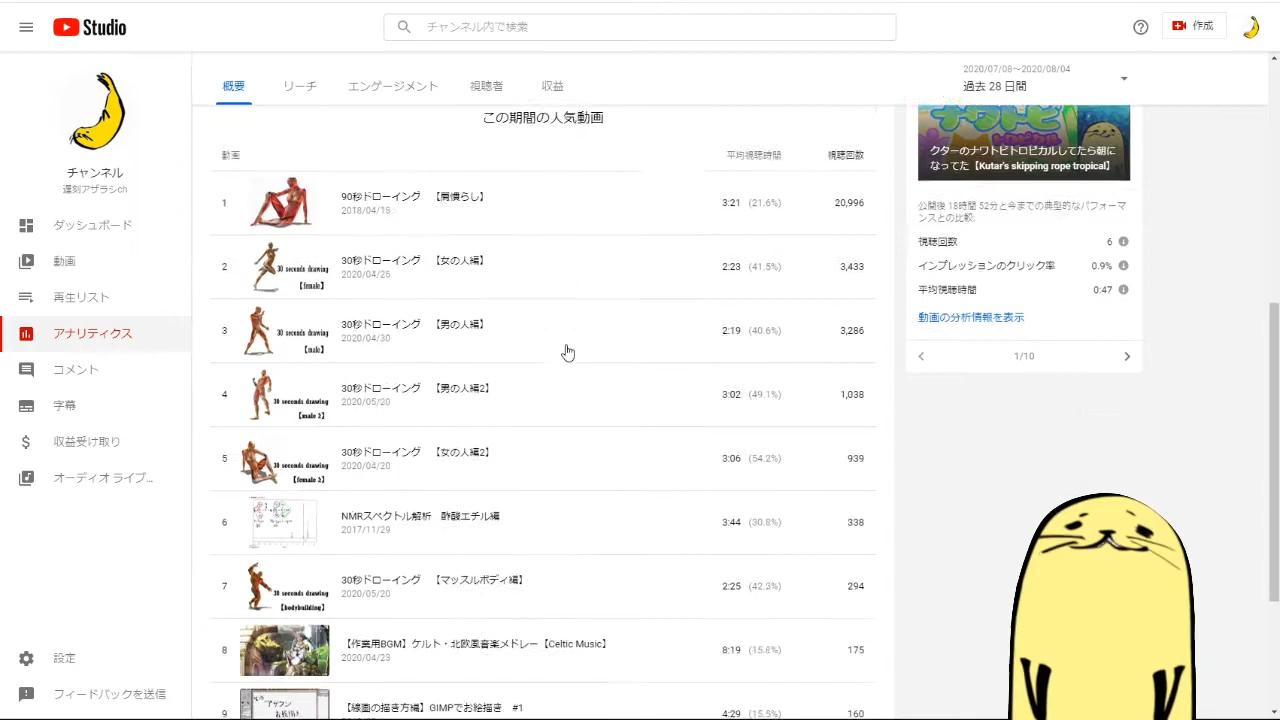 Studio
チャンネル内で検索
作成
チャンネル
遅刻アザラシch
ダッシュボード
動画
再生リスト
アナリティクス
コメント
字幕
収益受け取り
オーディオ ライブ...
設定
フィードバックを送信
概要
リーチ
エンゲージメント
視聴者
収益
2020/07/08～2020/08/04
過去 28 日間
この期間の人気動画
動画
平均視聴時間
視聴回数
1
90秒ドローイング 【肩慣らし】
2018/04/15
3:21 (21.6%)
20,996
2
30 seconds drawing
【female】
30秒ドローイング 【女の人編】
2020/04/26
2:23 (41.5%)
3,433
3
30 seconds drawing
【male】
30秒ドローイング 【男の人編】
2020/04/30
2:19 (40.6%)
3,286
4
30 seconds drawing
【male 2】
30秒ドローイング 【男の人編2】
2020/05/20
3:02 (49.1%)
1,038
5
30 seconds drawing
【female 2】
30秒ドローイング 【女の人編2】
2020/04/20
3:06 (54.2%)
939
6
NMRスペクトル解析 酢酸エチル編
2017/11/29
3:44 (30.8%)
338
7
30 seconds drawing
【bodybuilding】
30秒ドローイング 【マッスルボディ編】
2020/05/20
2:25 (42.3%)
294
8
【作業用BGM】ケルト・北欧風音楽メドレー【Celtic Music】
2020/04/23
8:19 (15.8%)
175
9
【線画の描き方編】GIMPでお絵描き #1
4:29 (15.5%)
160
クターのナワトビトロピカルしてたら朝に
なってた【Kutar's skipping rope tropical】
公開後 18時間 52分と今までの典型的なパフォーマ
ンスとの比較:
視聴回数
6
インプレッションのクリック率
0.9%
平均視聴時間
0:47
動画の分析情報を表示
1/10